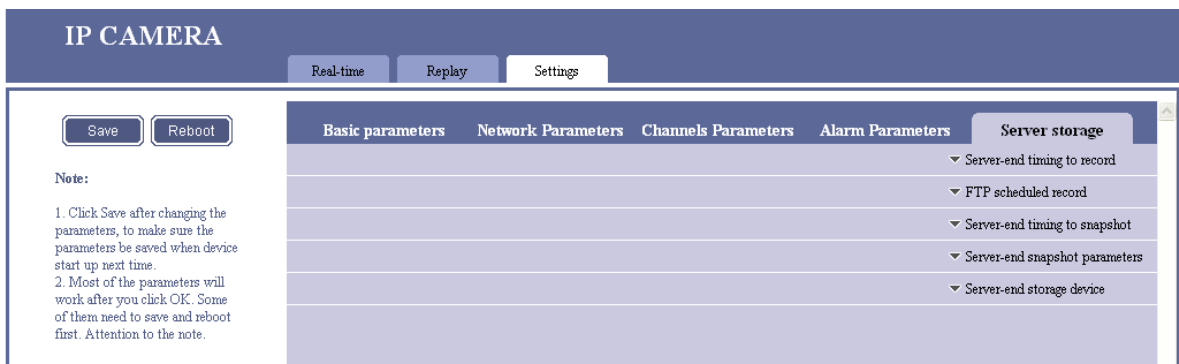 IP CAMERA
Real-time Replay Settings
Save Reboot
Basic parameters Network Parameters Channels Parameters Alarm Parameters Server storage
Server-end timing to record
FTP scheduled record
Server-end timing to snapshot
Server-end snapshot parameters
Server-end storage device
Note:
1. Click Save after changing the
parameters, to make sure the
parameters be saved when device
start up next time.
2. Most of the parameters will
work after you click OK. Some
of them need to save and reboot
first. Attention to the note.